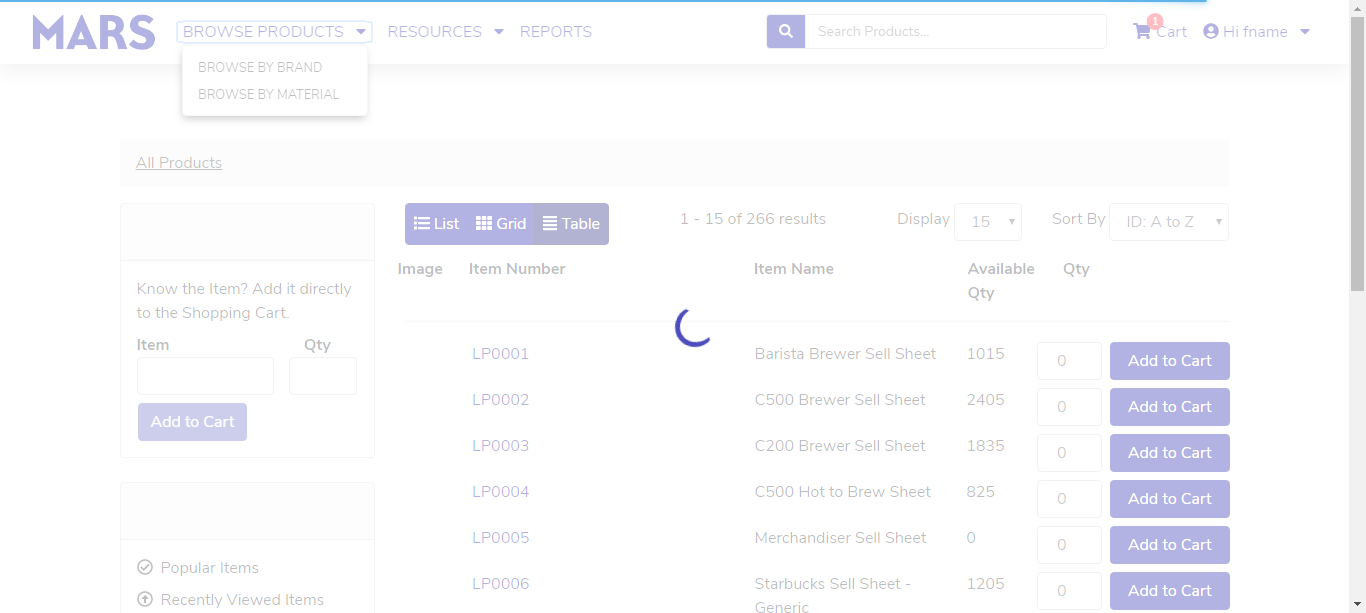 MARS
BROWSE PRODUCTS
RESOURCES
REPORTS
Search Products...
1
Cart
Hi fname
BROWSE BY BRAND
BROWSE BY MATERIAL
All Products
List
Grid
Table
1 - 15 of 266 results
Display
15
Sort By
ID: A to Z
Know the Item? Add it directly
to the Shopping Cart.
Item
Qty
Add to Cart
Popular Items
Recently Viewed Items
Image
Item Number
Item Name
Available
Qty
Qty
LP0001
Barista Brewer Sell Sheet
1015
0
Add to Cart
LP0002
C500 Brewer Sell Sheet
2405
0
Add to Cart
LP0003
C200 Brewer Sell Sheet
1835
0
Add to Cart
LP0004
C500 Hot to Brew Sheet
825
0
Add to Cart
LP0005
Merchandiser Sell Sheet
0
0
Add to Cart
LP0006
Starbucks Sell Sheet -
Generic
1205
0
Add to Cart